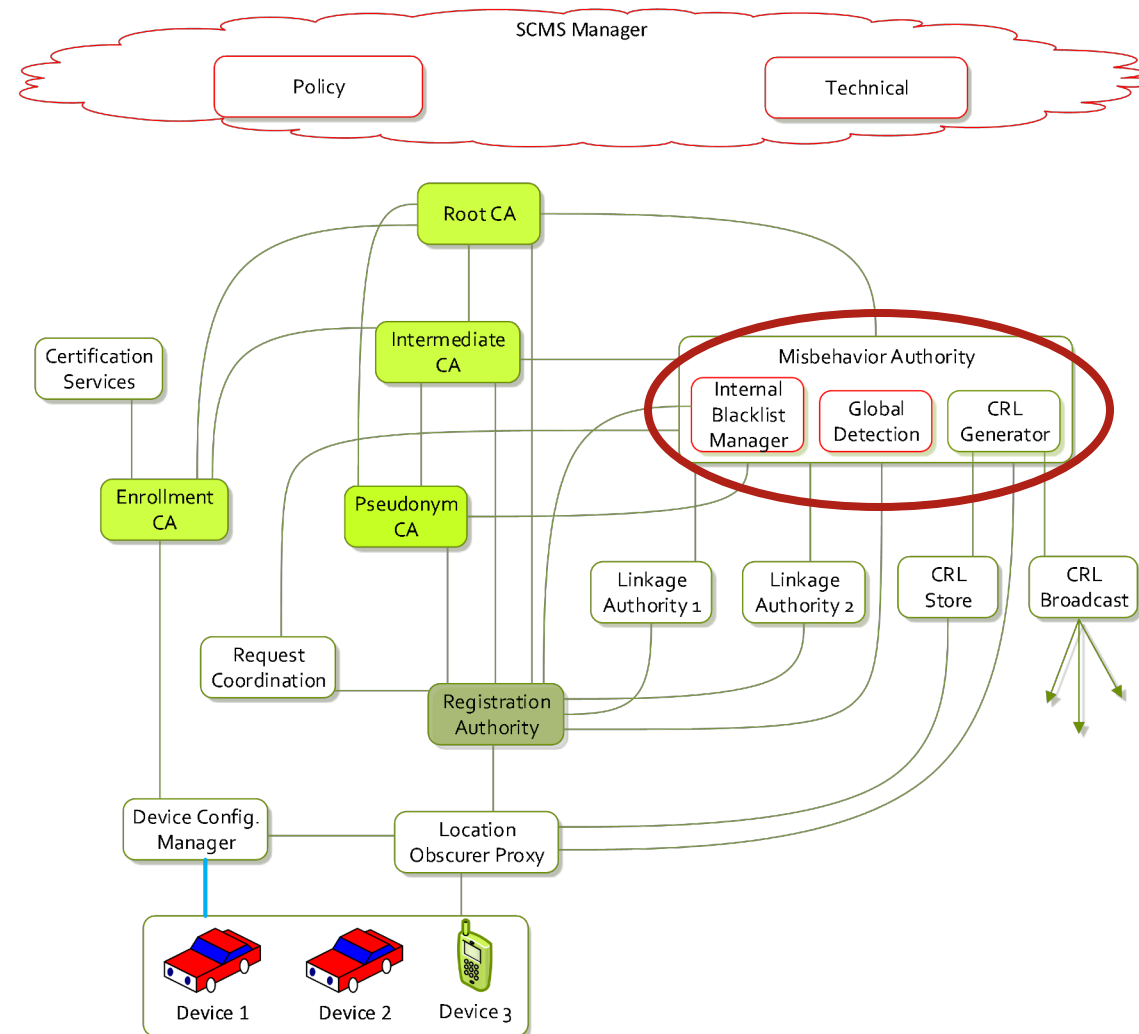 SCMS Manager
Policy
Technical
Root CA
Intermediate
CA
Certification
Services
Misbehavior Authority
Internal
Blacklist
Manager
Global
Detection
CRL
Generator
Enrollment
CA
Pseudonym
CA
Linkage
Authority 1
Linkage
Authority 2
CRL
Store
CRL
Broadcast
Request
Coordination
Registration
Authority
Device Config.
Manager
Location
Obscurer Proxy
Device 1
Device 2
Device 3